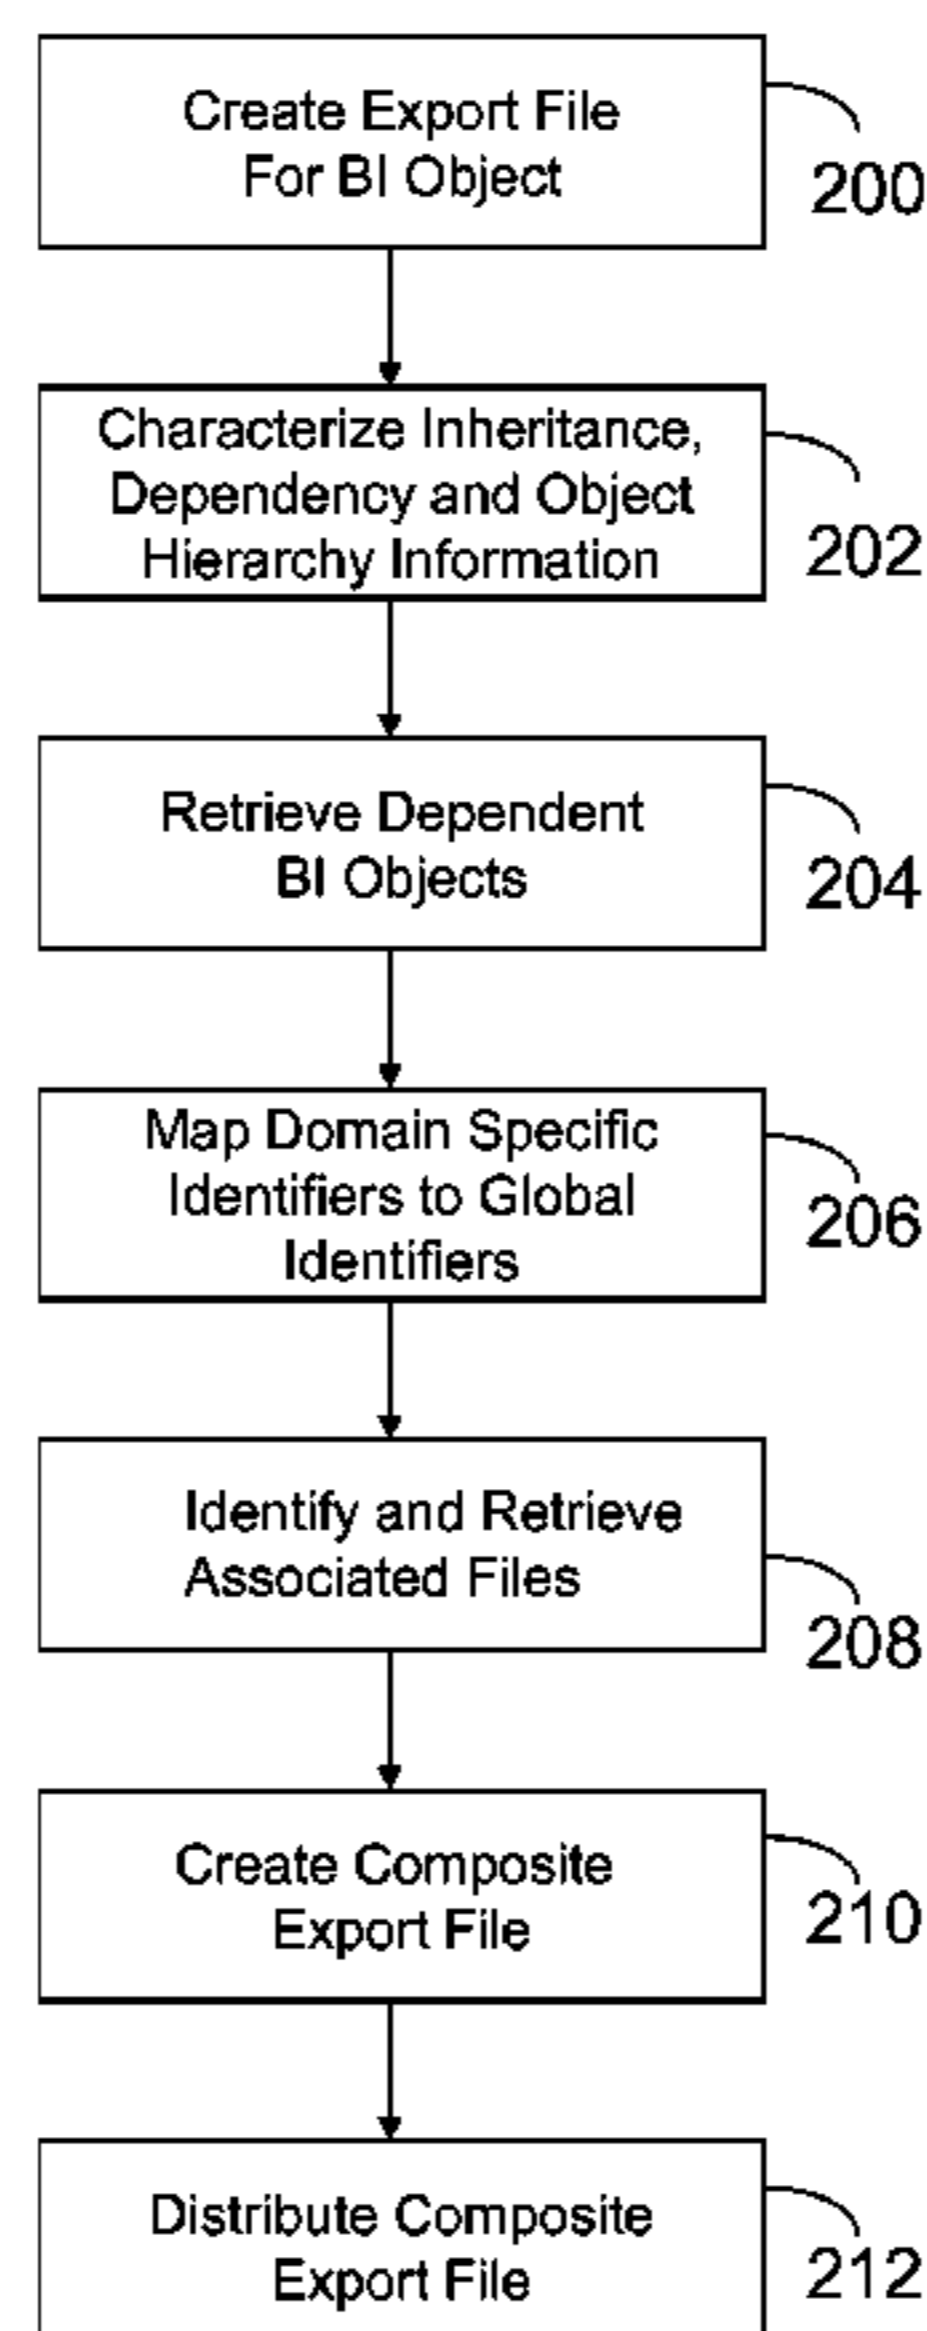 Create Export File
For BI Object
200
Characterize Inheritance,
Dependency and Object
Hierarchy Information
202
Retrieve Dependent
BI Objects
204
Map Domain Specific
Identifiers to Global
Identifiers
206
Identify and Retrieve
Associated Files
208
Create Composite
Export File
210
Distribute Composite
Export File
212